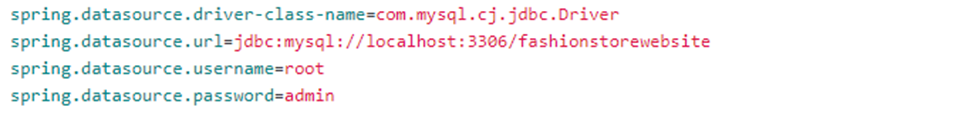 spring.datasource.driver-class-name=com.mysql.cj.jdbc.Driver
spring.datasource.url=jdbc:mysql://localhost:3306/fashionstorewebsite
spring.datasource.username=root
spring.datasource.password=admin